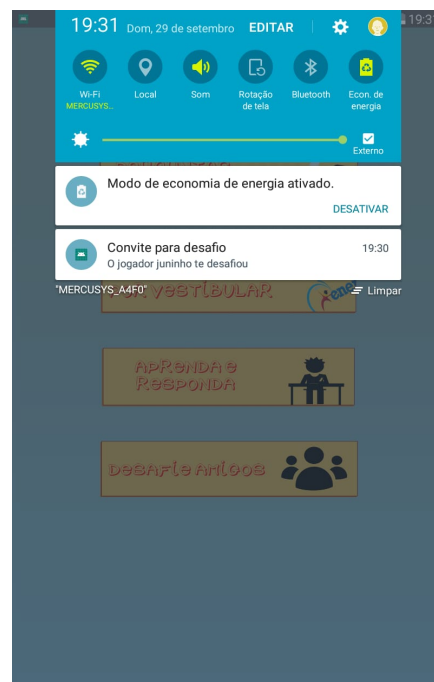 19:31 Dom, 29 de setembro EDITAR
19:3
Wi-Fi
MERCUSYS...
Local
Som
Rotação
de tela
Bluetooth
Econ. de
energia
Externo
Modo de economia de energia ativado.
DESATIVAR
Convite para desafio 19:30
O jogador juninho te desafiou
"MERCUSYS_A4F0" Limpar
POR VESTIBULAR
enem
APRENDA E
RESPONDA
DESAFIE AMIGOS